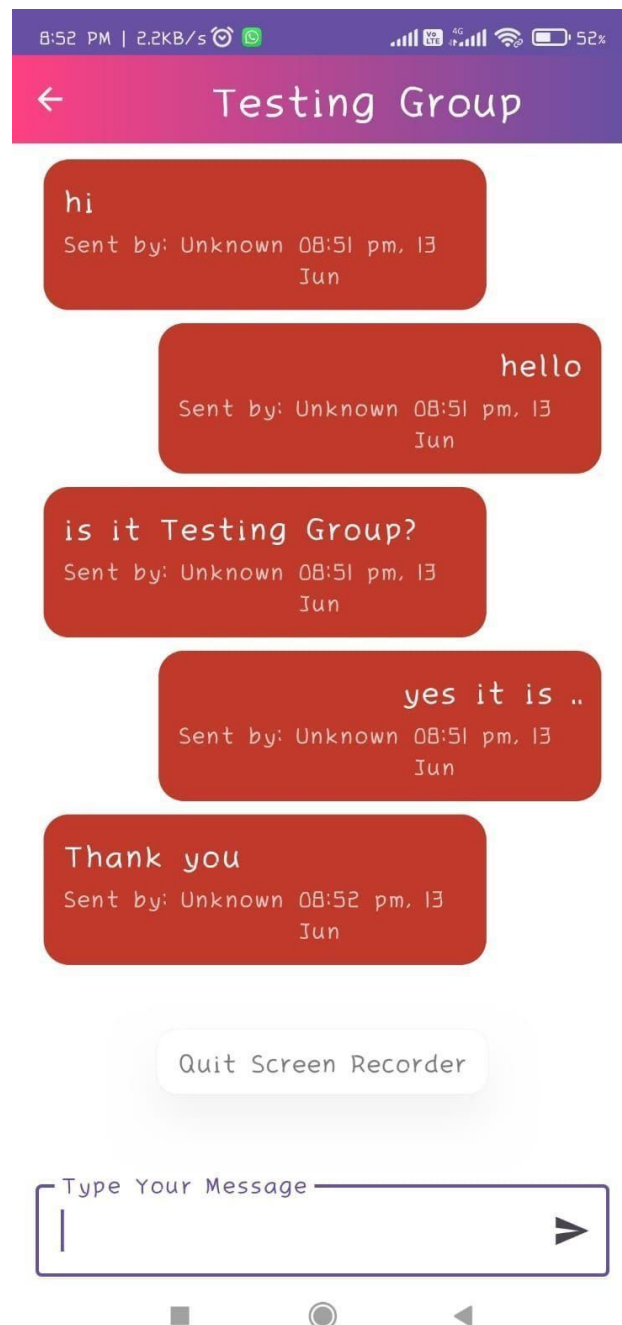 8:52 PM | 2.2KB/s Vo LTE 4G 52%
Testing Group
hi
Sent by: Unknown 08:51 pm, 13
Jun
hello
Sent by: Unknown 08:51 pm, 13
Jun
is it Testing Group?
Sent by: Unknown 08:51 pm, 13
Jun
yes it is ..
Sent by: Unknown 08:51 pm, 13
Jun
Thank you
Sent by: Unknown 08:52 pm, 13
Jun
Quit Screen Recorder
Type Your Message